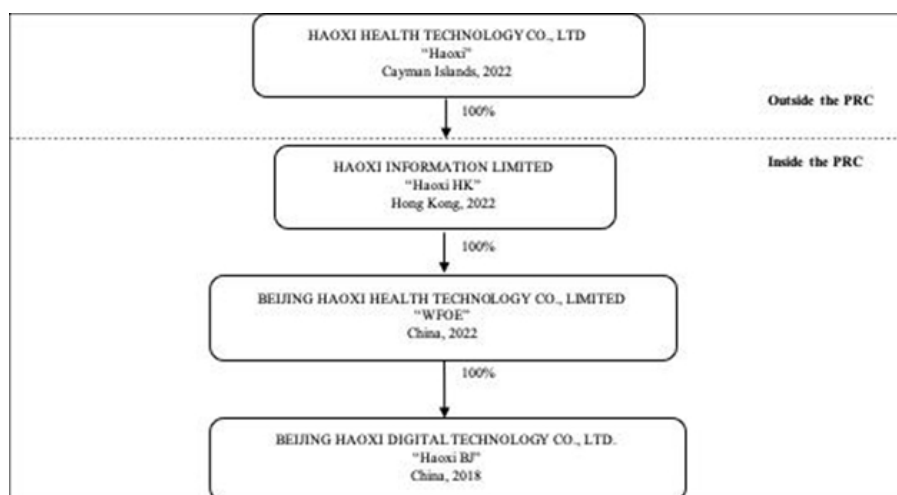 HAOXI HEALTH TECHNOLOGY CO., LTD
“Haoxi”
Cayman Islands, 2022
Outside the PRC
100%
Inside the PRC
HAOXI INFORMATION LIMITED
“Haoxi HK”
Hong Kong, 2022
100%
BEIJING HAOXI HEALTH TECHNOLOGY CO., LIMITED
“WFOE”
China, 2022
100%
BEIJING HAOXI DIGITAL TECHNOLOGY CO., LTD.
“Haoxi BJ”
China, 2018